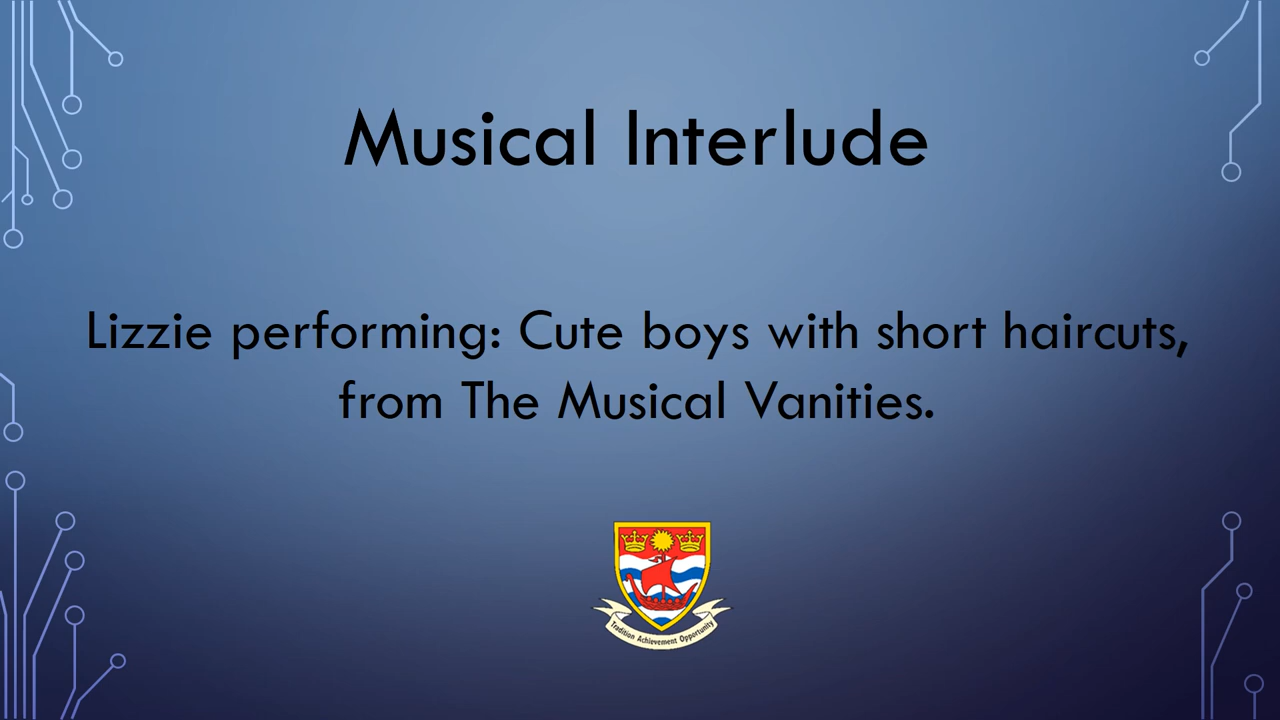 Musical Interlude
Lizzie performing: Cute boys with short haircuts,
from The Musical Vanities.
Tradition Achievement Opportunity